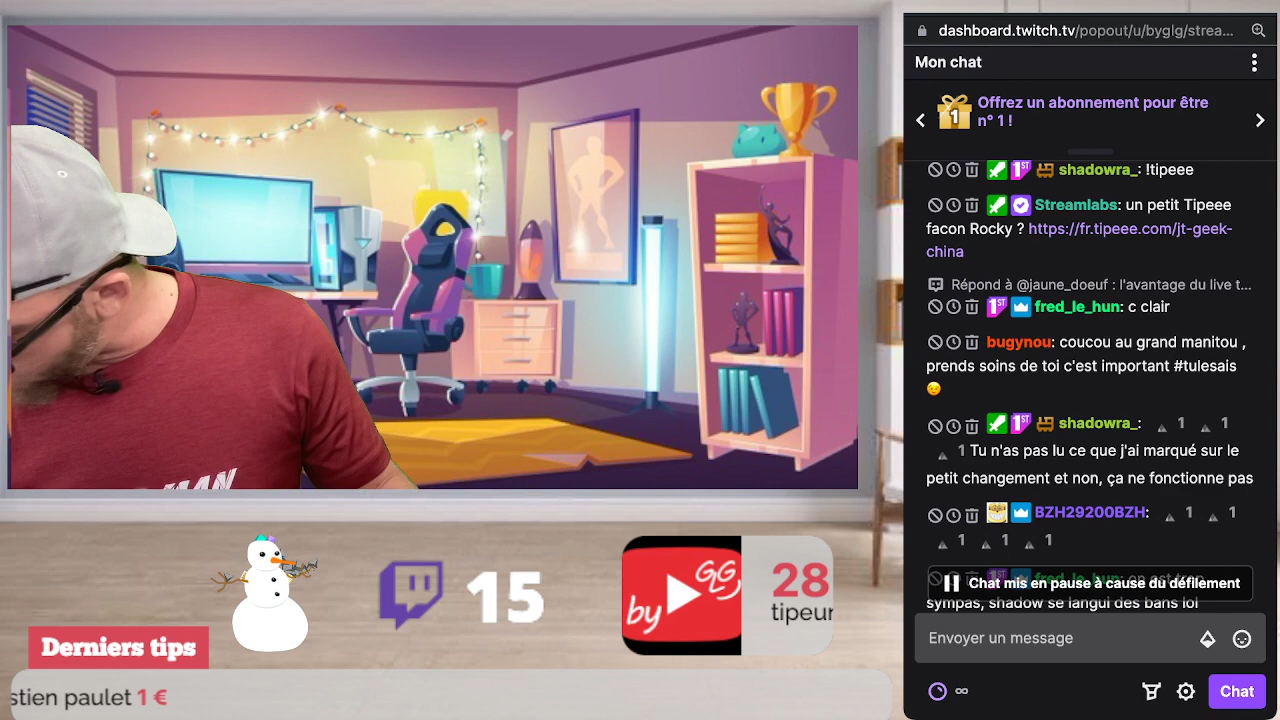 dashboard.twitch.tv/popout/u/byglg/strea...
Mon chat
Offrez un abonnement pour être
n° 1 !
1
shadowra_: !tipeee
Streamlabs: un petit Tipeee
facon Rocky ? https://fr.tipeee.com/jt-geek-
china
Répond à @jaune_doeuf : l'avantage du live t...
fred_le_hun: c clair
bugynou: coucou au grand manitou ,
prends soins de toi c'est important #tulesais
😉
shadowra_: 1 1
1 Tu n'as pas lu ce que j'ai marqué sur le
petit changement et non, ça ne fonctionne pas
BZH29200BZH: 1 1
1 1 1
Chat mis en pause à cause du défilement
sympas, shadow se langui des bans lol
Envoyer un message
Chat
15
by GG
28
tipeur
Derniers tips
stien paulet 1 €